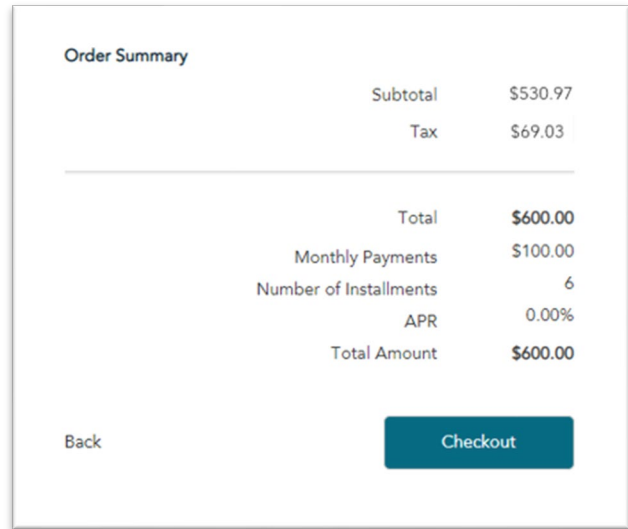 Order Summary
Subtotal $530.97
Tax $69.03
Total $600.00
Monthly Payments $100.00
Number of Installments 6
APR 0.00%
Total Amount $600.00
Back Checkout